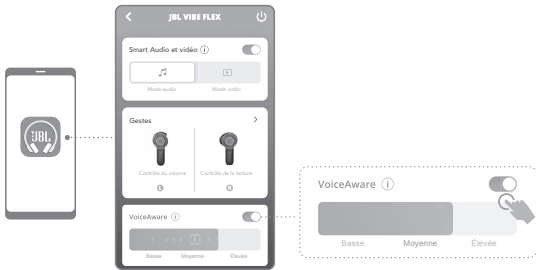 JBL
JBL VIBE FLEX
Smart Audio et vidéo
Mode audio Mode vidéo
Gestes
Contrôle du volume Contrôle de la lecture
L R
VoiceAware
Basse Moyenne Élevée
VoiceAware
Basse Moyenne Élevée